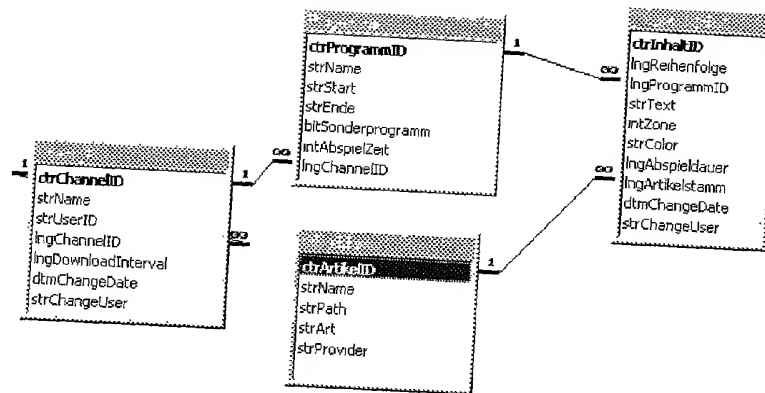 ctrProgrammID
strName
strStart
strEnde
bitSonderprogramm
intAbspielZeit
lngChannelID
1
∞
ctrInhaltID
lngReihenfolge
lngProgrammID
strText
intZone
strColor
lngAbspieldauer
lngArtikelstamm
dtmChangeDate
strChangeUser
1
∞
1
ctrChannelID
strName
strUserID
lngChannelID
lngDownloadInterval
dtmChangeDate
strChangeUser
∞
∞
ctrArtikelID
strName
strPath
strArt
strProvider
1